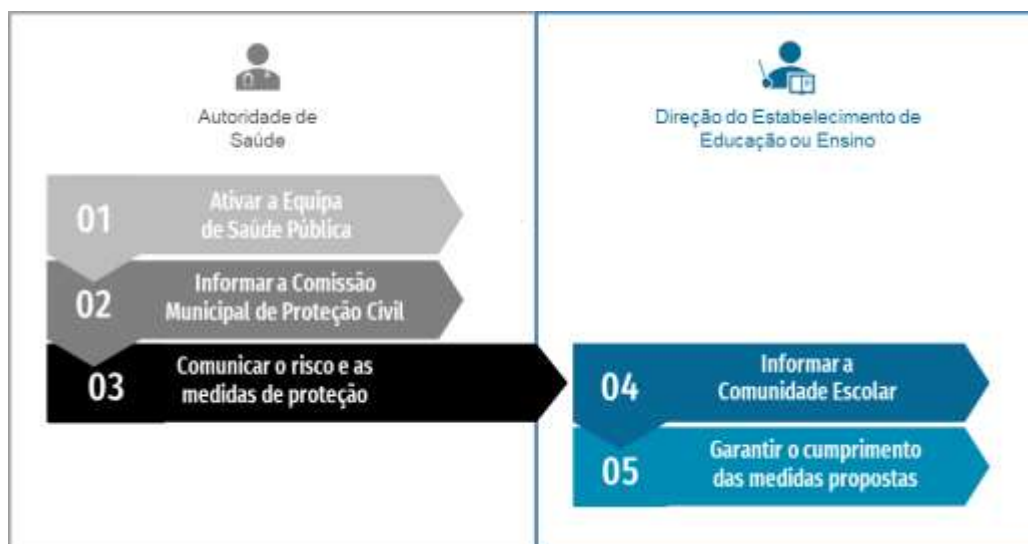 Autoridade de
Saúde
Direção do Estabelecimento de
Educação ou Ensino
01
Ativar a Equipa
de Saúde Pública
02
Informar a Comissão
Municipal de Proteção Civil
03
Comunicar o risco e as
medidas de proteção
04
Informar a
Comunidade Escolar
05
Garantir o cumprimento
das medidas propostas